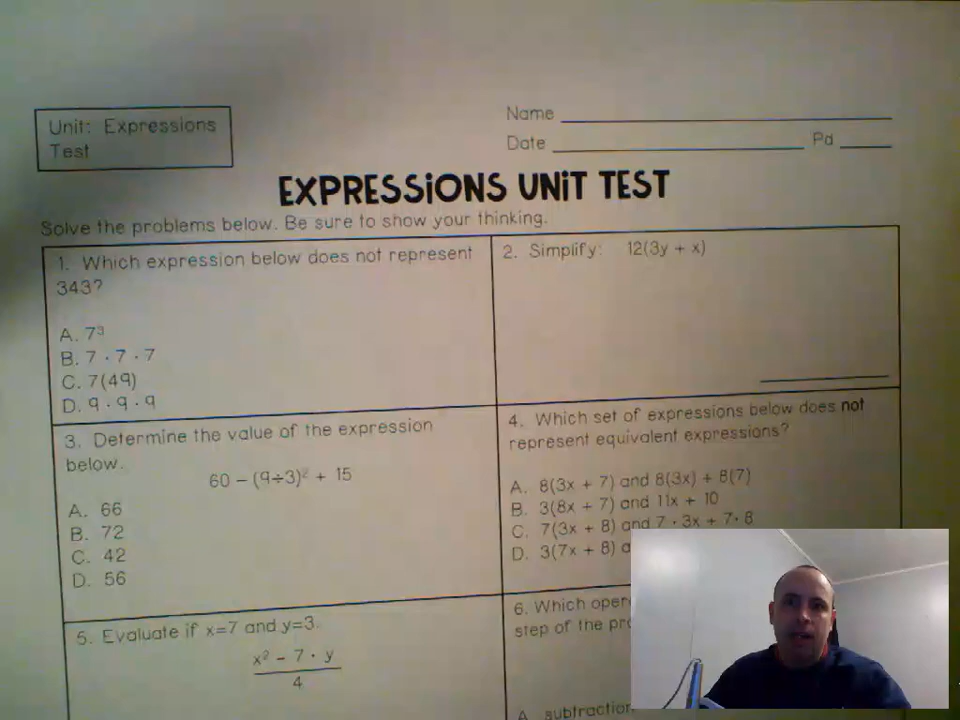 Unit: Expressions
Test
Name
Date Pd
EXPRESSIONS UNIT TEST
Solve the problems below. Be sure to show your thinking.
1. Which expression below does not represent
343?
A. 7³
B. 7 · 7 · 7
C. 7(49)
D. 9 · 9 · 9
2. Simplify: 12(3y + x)
3. Determine the value of the expression
below.
60 – (9÷3)² + 15
A. 66
B. 72
C. 42
D. 56
4. Which set of expressions below does not
represent equivalent expressions?
A. 8(3x + 7) and 8(3x) + 8(7)
B. 3(8x + 7) and 11x + 10
C. 7(3x + 8) and 7 · 3x + 7 · 8
D. 3(7x + 8)
5. Evaluate if x=7 and y=3.
x² – 7 · y
4
6. Which
step of the
A. subtraction